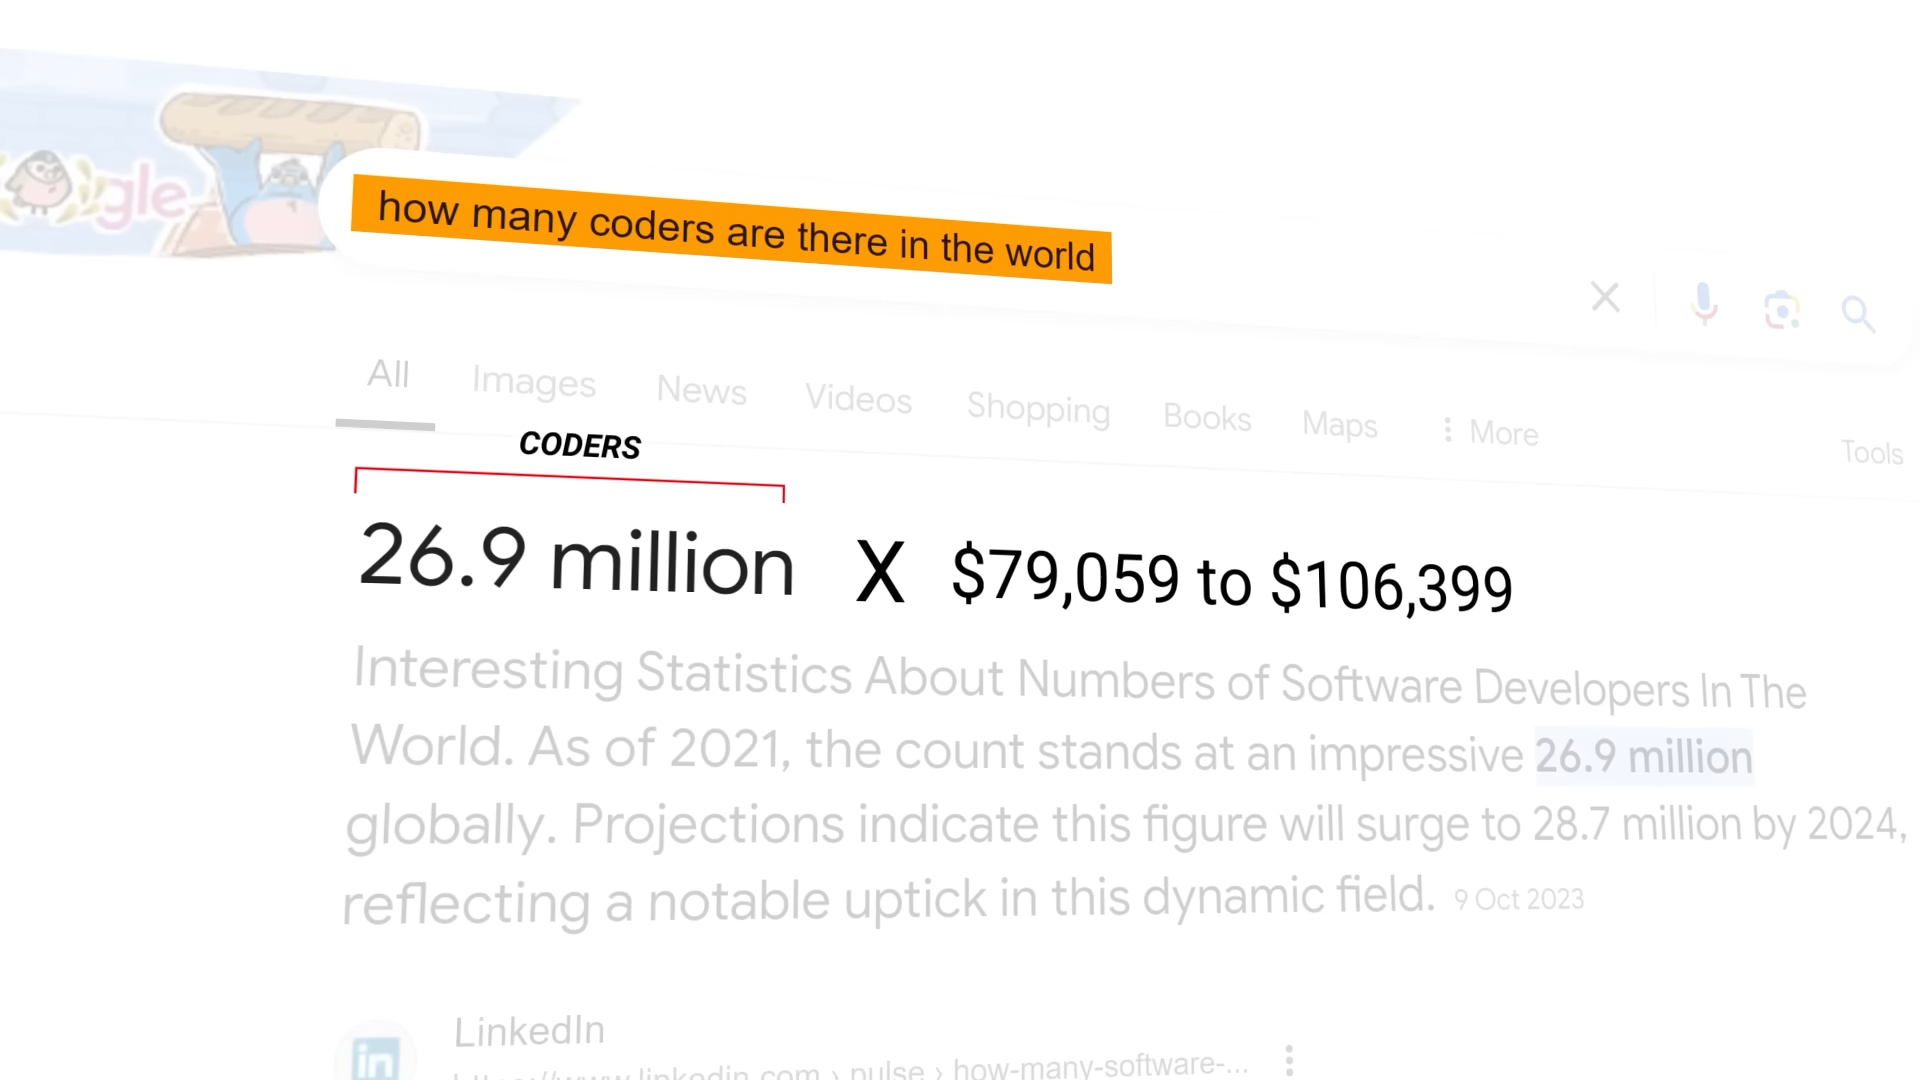 gle
how many coders are there in the world
All Images News Videos Shopping Books Maps More Tools
CODERS
26.9 million X $79,059 to $106,399
Interesting Statistics About Numbers of Software Developers In The
World. As of 2021, the count stands at an impressive 26.9 million
globally. Projections indicate this figure will surge to 28.7 million by 2024,
reflecting a notable uptick in this dynamic field. 9 Oct 2023
LinkedIn
in
https://www.linkedin.com › pulse › how-many-software-...